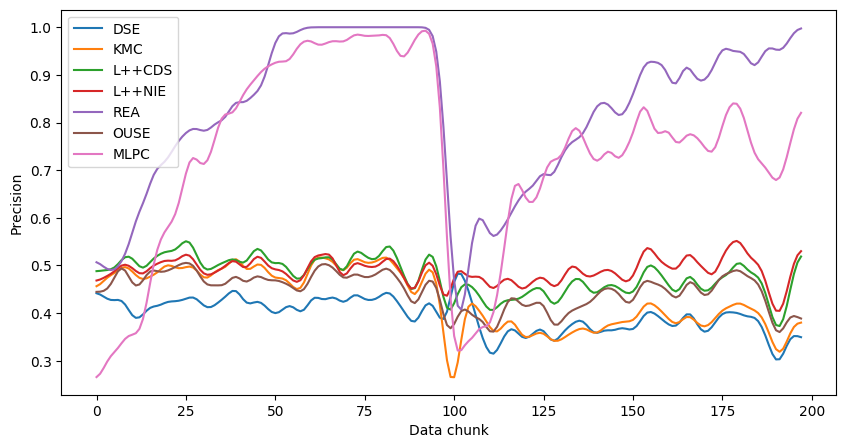 DSE
KMC
L++CDS
L++NIE
REA
OUSE
MLPC
Precision
1.0
0.9
0.8
0.7
0.6
0.5
0.4
0.3
0 25 50 75 100 125 150 175 200
Data chunk